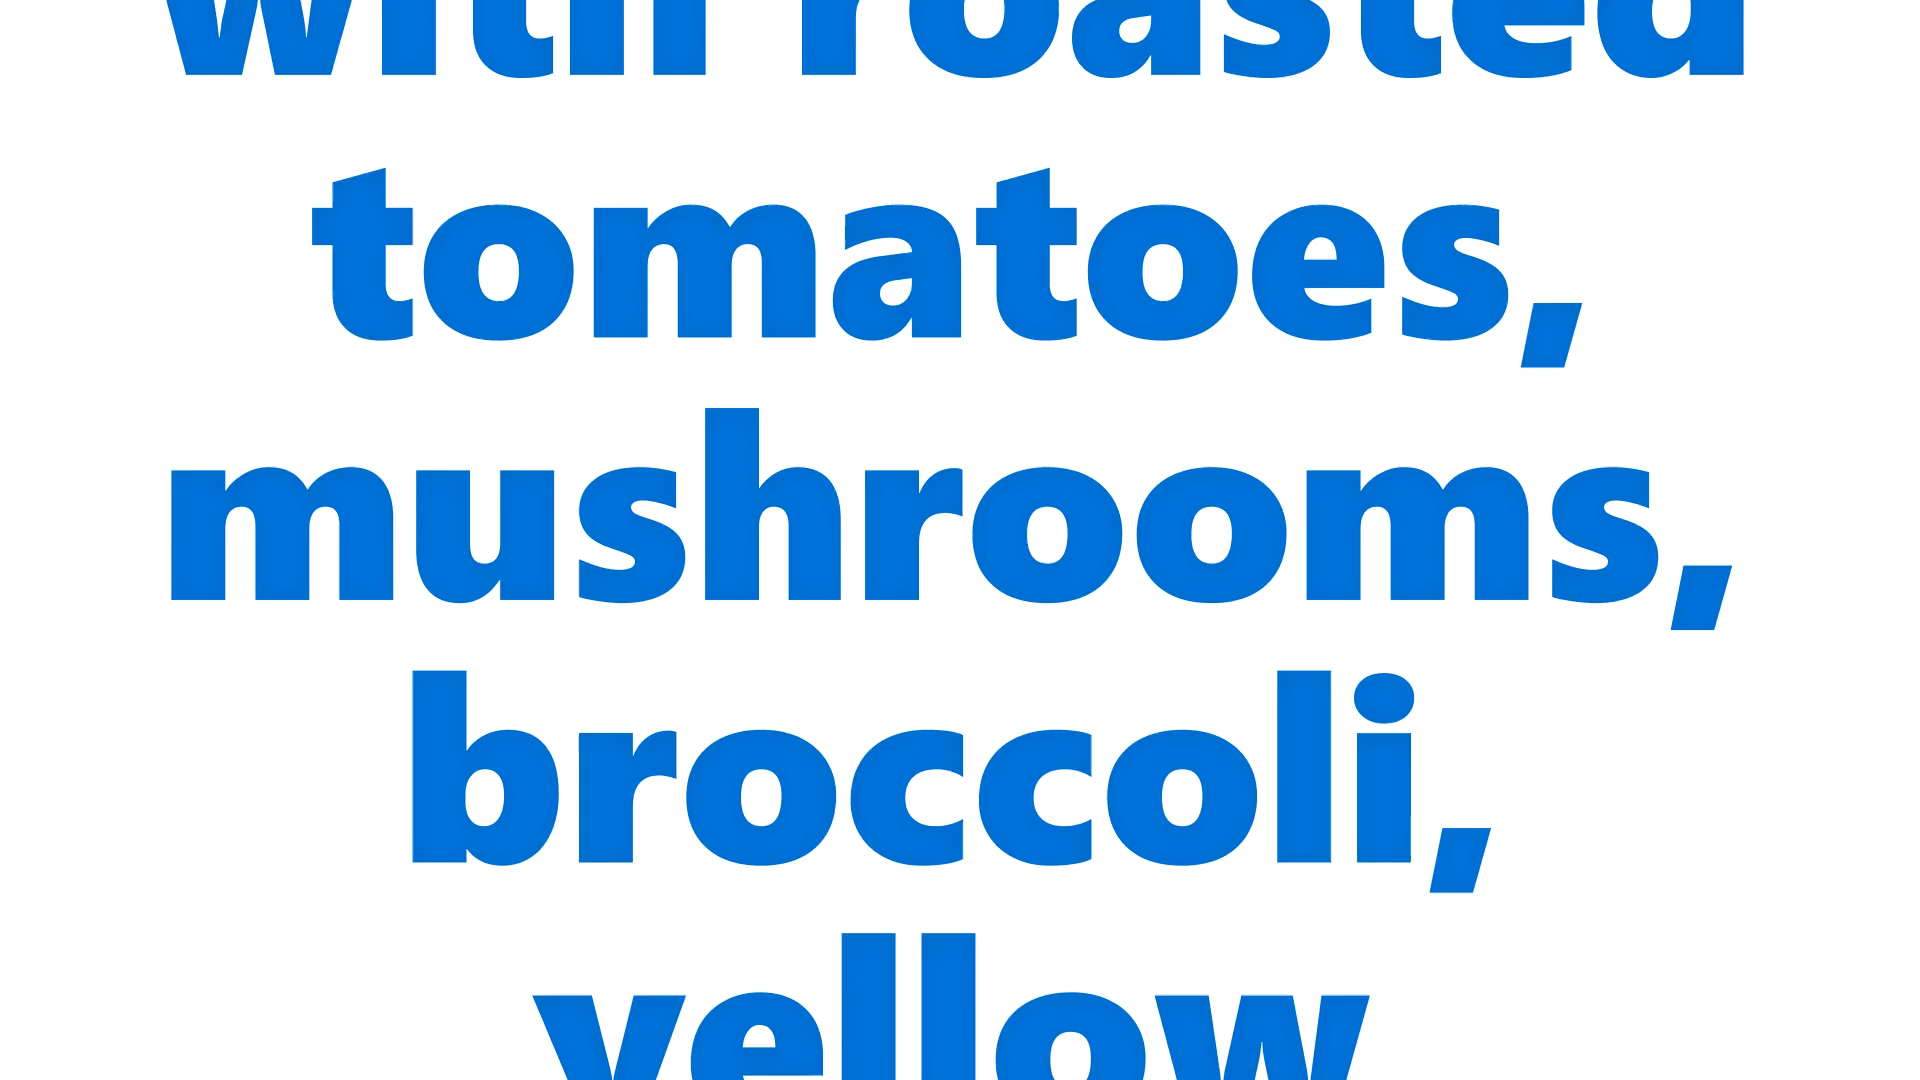 with roasted
tomatoes,
mushrooms,
broccoli,
yellow